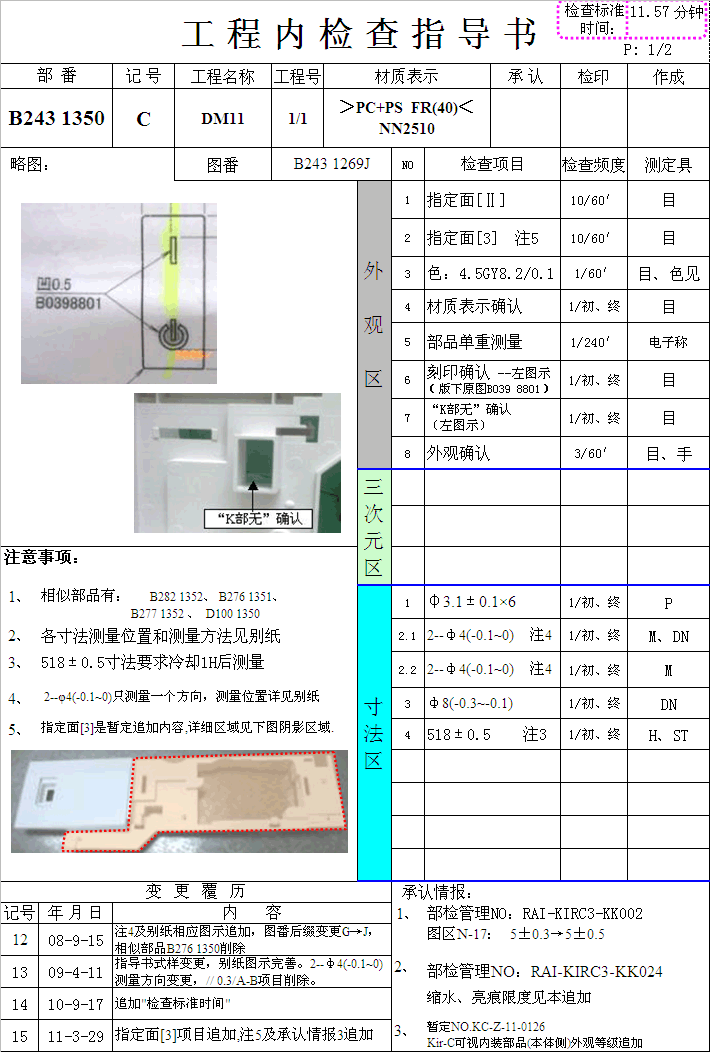 工程内检查指导书
检查标准时间：
11.57 分钟
P: 1/2
部 番 记 号 工程名称 工程号 材质表示 承 认 检印 作成
B243 1350 C DM11 1/1 ＞PC+PS FR(40)＜
NN2510
略图： 图番 B243 1269J NO 检查项目 检查频度 测定具
凹0.5
B0398801
“K部无”确认
外观区
1 指定面[Ⅱ] 10/60′ 目
2 指定面[3] 注5 10/60′ 目
3 色：4.5GY8.2/0.1 1/60′ 目、色见
4 材质表示确认 1/初、终 目
5 部品单重测量 1/240′ 电子称
6 刻印确认 --左图示
（版下原图B039 8801） 1/初、终 目
7 “K部无”确认
（左图示） 1/初、终 目
8 外观确认 3/60′ 目、手
三次元区
寸法区
1 Φ3.1±0.1×6 1/初、终 P
2.1 2--Φ4(-0.1~0) 注4 1/初、终 M、DN
2.2 2--Φ4(-0.1~0) 注4 1/初、终 M
3 Φ8(-0.3~-0.1) 1/初、终 DN
4 518±0.5 注3 1/初、终 H、ST
注意事项：
1、 相似部品有： B282 1352、 B276 1351、
B277 1352 、 D100 1350
2、 各寸法测量位置和测量方法见别纸
3、 518±0.5寸法要求冷却1H后测量
4、 2--φ4(-0.1~0)只测量一个方向，测量位置详见别纸
5、 指定面[3]是暂定追加内容,详细区域见下图阴影区域.
变 更 覆 历
记号 年 月 日 内 容
12 08-9-15 注4及别纸相应图示追加，图番后缀变更G→J，
相似部品B276 1350削除
13 09-4-11 指导书式样变更，别纸图示完善。2--Φ4(-0.1~0)
测量方向变更，// 0.3/A-B项目削除。
14 10-9-17 追加"检查标准时间"
15 11-3-29 指定面[3]项目追加,注5及承认情报3追加
承认情报：
1、 部检管理NO：RAI-KIRC3-KK002
图区N-17： 5±0.3→5±0.5
2、 部检管理NO：RAI-KIRC3-KK024
缩水、亮痕限度见本追加
3、 暂定NO.KC-Z-11-0126
Kir-C可视内装部品(本体侧)外观等级追加